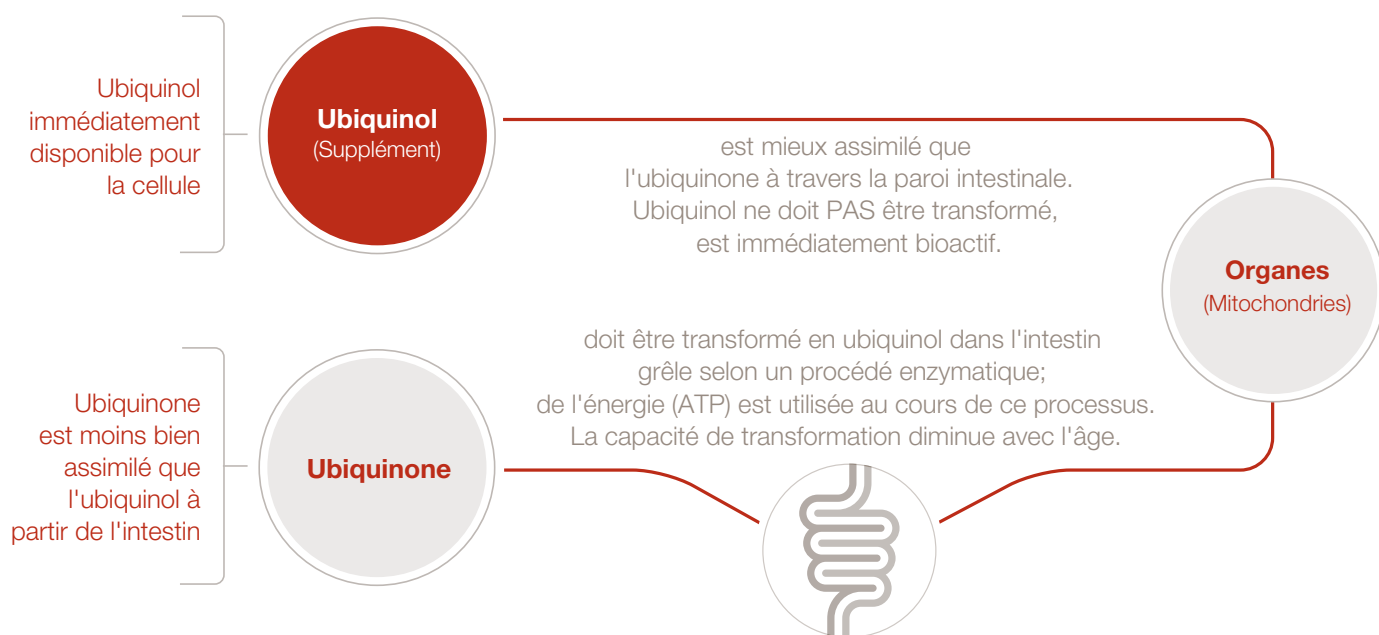 Ubiquinol
immédiatement
disponible pour
la cellule
Ubiquinol
(Supplément)
est mieux assimilé que
l'ubiquinone à travers la paroi intestinale.
Ubiquinol ne doit PAS être transformé,
est immédiatement bioactif.
Organes
(Mitochondries)
Ubiquinone
est moins bien
assimilé que
l'ubiquinol à
partir de l'intestin
Ubiquinone
doit être transformé en ubiquinol dans l'intestin
grêle selon un procédé enzymatique;
de l'énergie (ATP) est utilisée au cours de ce processus.
La capacité de transformation diminue avec l'âge.